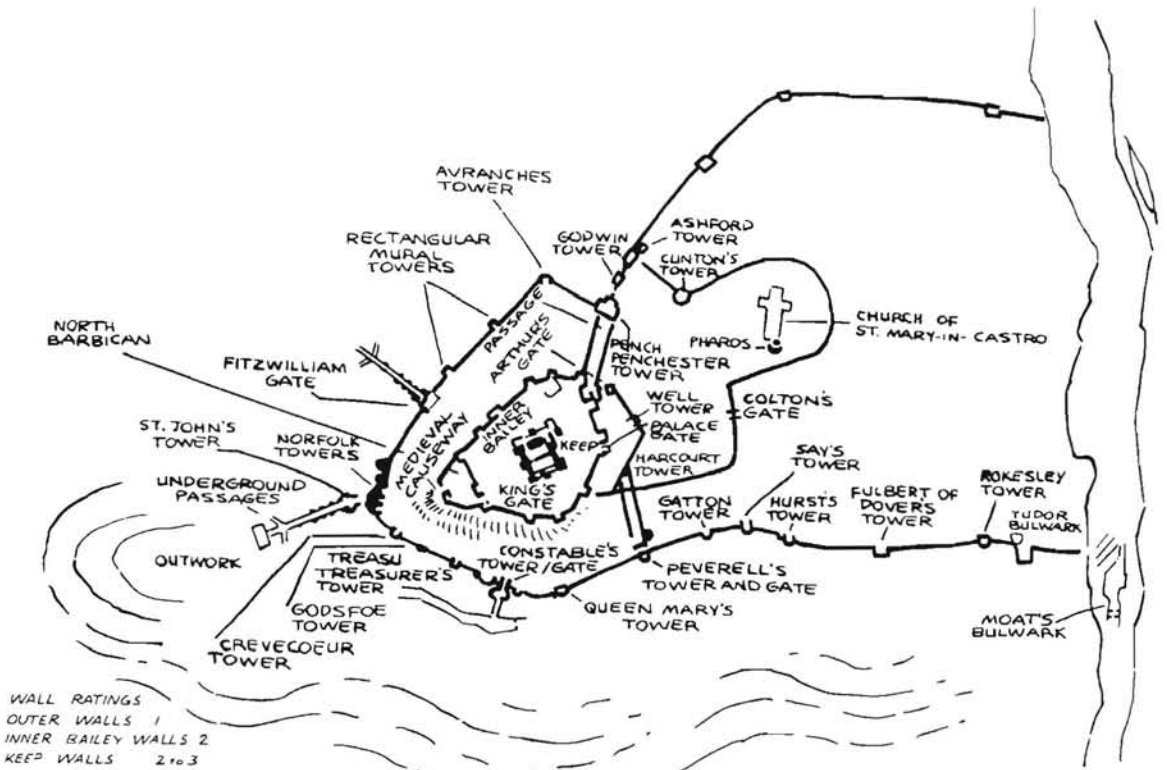 AVRANCHES
TOWER
RECTANGULAR
MURAL
TOWERS
GODWIN
TOWER
ASHFORD
TOWER
CLINTON'S
TOWER
NORTH
BARBICAN
PASSAGE
ARTHUR'S
GATE
PHAROS
CHURCH OF
ST. MARY-IN-CASTRO
FITZWILLIAM
GATE
PENCH
PENCHESTER
TOWER
ST. JOHN'S
TOWER
NORFOLK
TOWERS
MEDIEVAL
CAUSEWAY
INNER
BAILEY
KEEP
WELL
TOWER
PALACE
GATE
COLTON'S
GATE
UNDERGROUND
PASSAGES
KING'S
GATE
HARCOURT
TOWER
GATTON
TOWER
SAY'S
TOWER
HURST'S
TOWER
FULBERT OF
DOVER'S
TOWER
ROKESLEY
TOWER
TUDOR
BULWARK
OUTWORK
TREASU
TREASURER'S
TOWER
CONSTABLE'S
TOWER/GATE
PEVERELL'S
TOWER AND GATE
GODSFOE
TOWER
QUEEN MARY'S
TOWER
MOAT'S
BULWARK
CREVECOEUR
TOWER
WALL RATINGS
OUTER WALLS 1
INNER BAILEY WALLS 2
KEEP WALLS 2 to 3